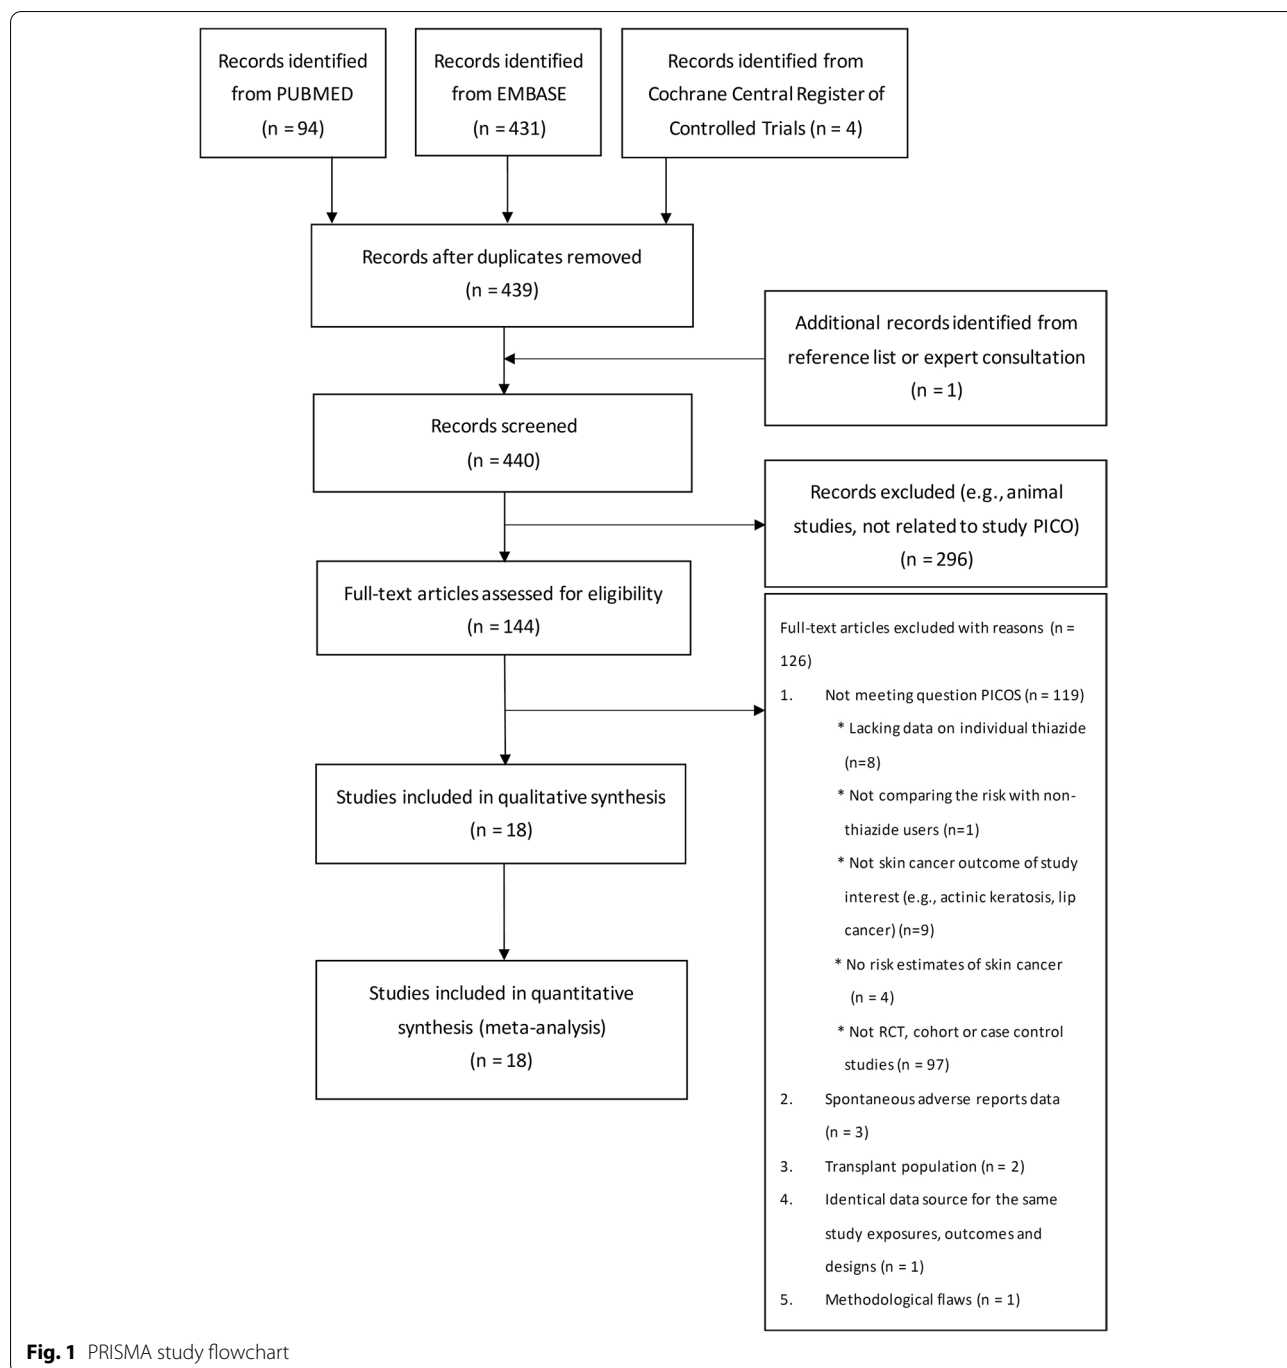 Records identified
from PUBMED
(n = 94)
Records identified
from EMBASE
(n = 431)
Records identified from
Cochrane Central Register of
Controlled Trials (n = 4)
Records after duplicates removed
(n = 439)
Additional records identified from
reference list or expert consultation
(n = 1)
Records screened
(n = 440)
Records excluded (e.g., animal
studies, not related to study PICO)
(n = 296)
Full-text articles assessed for eligibility
(n = 144)
Full-text articles excluded with reasons (n =
126)
1. Not meeting question PICOS (n = 119)
* Lacking data on individual thiazide
(n=8)
* Not comparing the risk with non-
thiazide users (n=1)
* Not skin cancer outcome of study
interest (e.g., actinic keratosis, lip
cancer) (n=9)
* No risk estimates of skin cancer
(n = 4)
* Not RCT, cohort or case control
studies (n = 97)
2. Spontaneous adverse reports data
(n = 3)
3. Transplant population (n = 2)
4. Identical data source for the same
study exposures, outcomes and
designs (n = 1)
5. Methodological flaws (n = 1)
Studies included in qualitative synthesis
(n = 18)
Studies included in quantitative
synthesis (meta-analysis)
(n = 18)
Fig. 1 PRISMA study flowchart